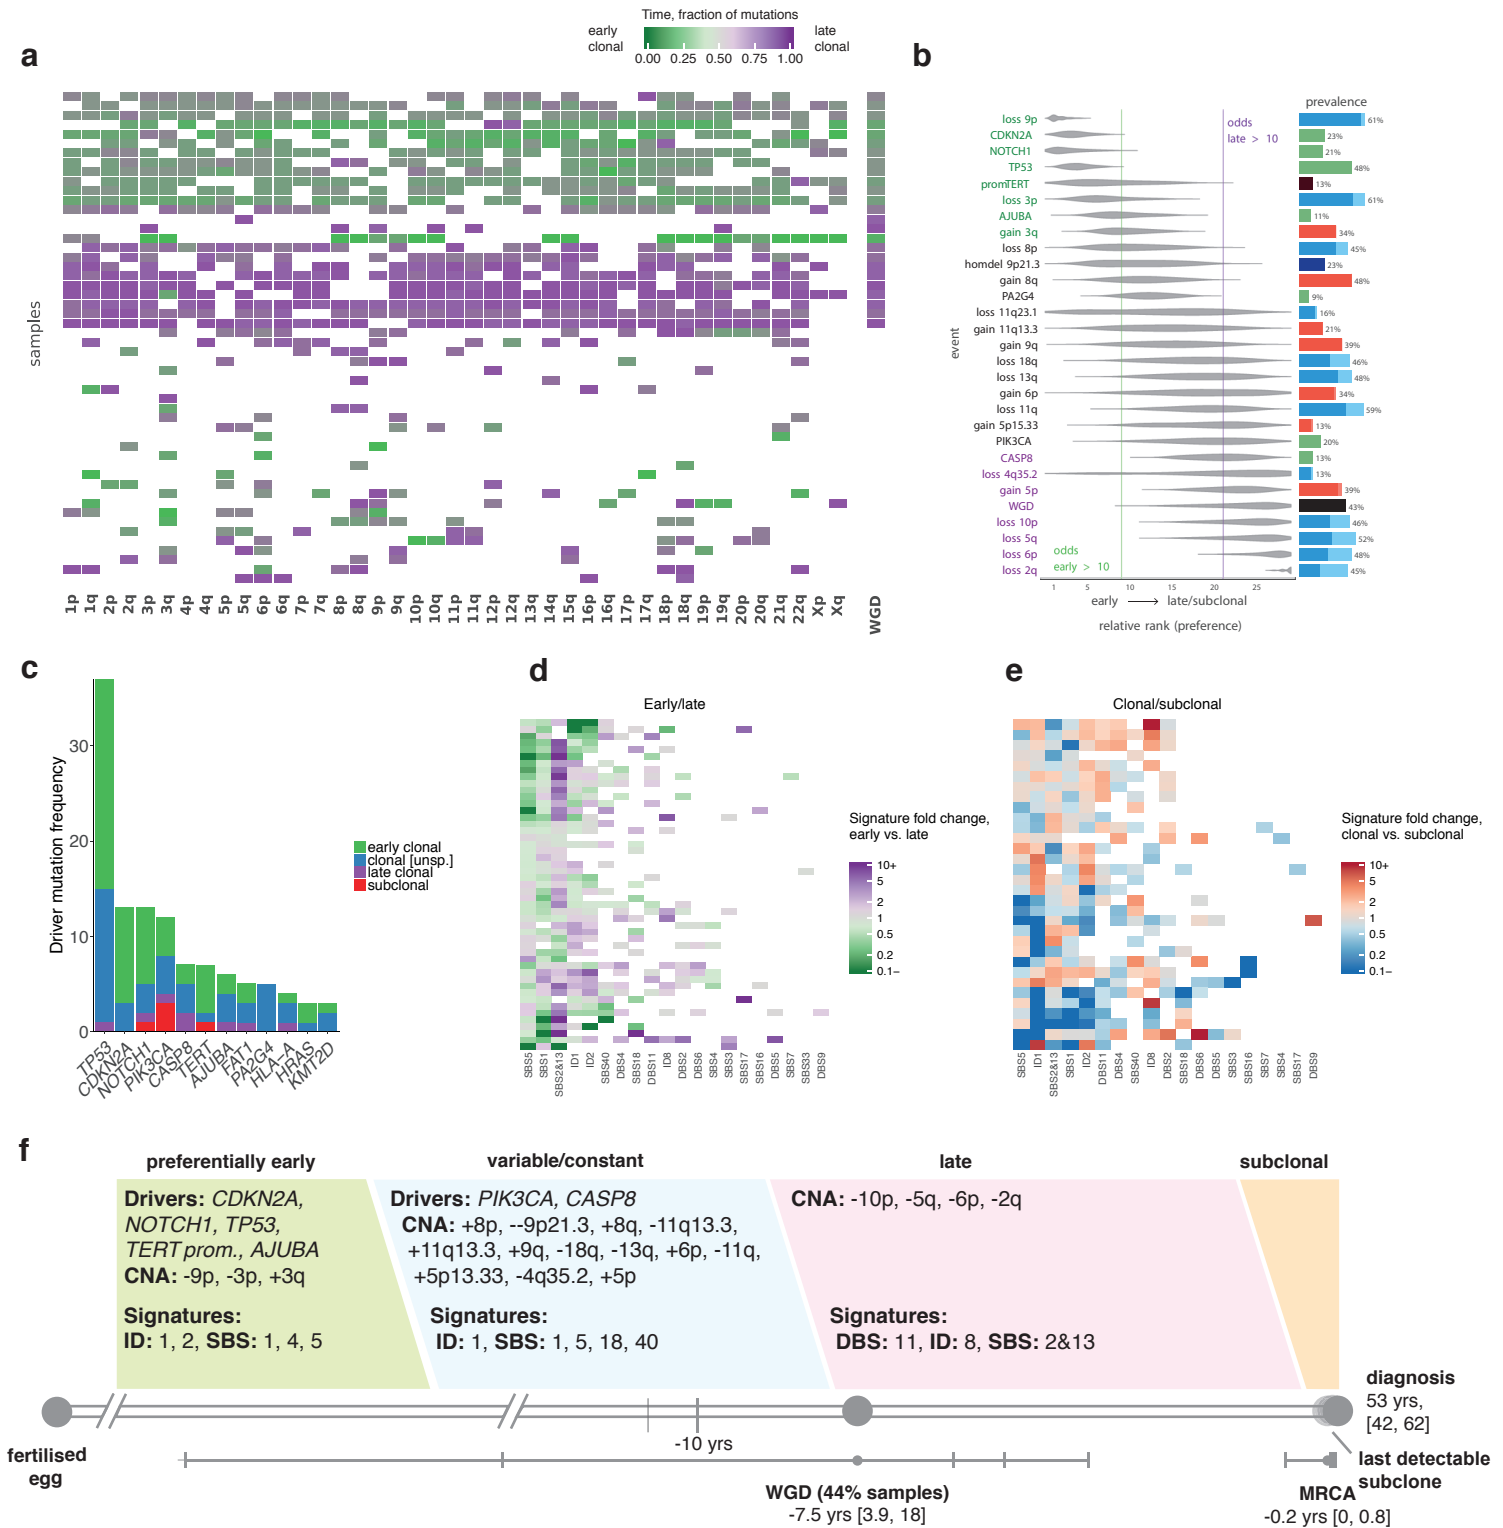 Time, fraction of mutations
early
clonal
late
clonal
0.00 0.25 0.50 0.75 1.00
a
samples
1p 1q 2p 2q 3p 3q 4p 4q 5p 5q 6p 6q 7p 7q 8p 8q 9p 9q 10p 10q 11p 11q 12p 12q 13q 14q 15q 16p 16q 17p 17q 18p 18q 19p 19q 20p 20q 21q 22q Xp Xq WGD
b
prevalence
odds
late > 10
event
loss 9p 61%
CDKN2A 23%
NOTCH1 21%
TP53 48%
promTERT 13%
loss 3p 61%
AJUBA 11%
gain 3q 34%
loss 8p 45%
homdel 9p21.3 23%
gain 8q 48%
PA2G4 9%
loss 11q23.1 16%
gain 11q13.3 21%
gain 9q 39%
loss 18q 46%
loss 13q 48%
gain 6p 34%
loss 11q 59%
gain 5p15.33 13%
PIK3CA 20%
CASP8 13%
loss 4q35.2 13%
gain 5p 39%
WGD 43%
loss 10p 46%
loss 5q 52%
loss 6p 48%
loss 2q 45%
odds
early > 10
1 5 10 15 20 25
early → late/subclonal
relative rank (preference)
c
Driver mutation frequency
30
20
10
0
early clonal
clonal [unsp.]
late clonal
subclonal
TP53 CDKN2A NOTCH1 PIK3CA CASP8 TERT AJUBA FAT1 PA2G4 HLA-A HRAS KMT2D
d
Early/late
Signature fold change,
early vs. late
10+
5
2
1
0.5
0.2
0.1−
SBS5 SBS1 SBS2&13 ID1 ID2 SBS40 DBS4 SBS18 DBS11 ID8 DBS2 DBS6 SBS4 SBS3 SBS17 SBS16 DBS5 SBS7 SBS33 DBS9
e
Clonal/subclonal
Signature fold change,
clonal vs. subclonal
10+
5
2
1
0.5
0.2
0.1−
SBS5 ID1 SBS2&13 SBS1 ID2 DBS11 DBS4 SBS40 ID8 DBS2 SBS18 DBS6 DBS5 SBS3 SBS16 SBS7 SBS4 SBS17 DBS9
f
preferentially early
variable/constant
late
subclonal
Drivers: CDKN2A,
NOTCH1, TP53,
TERT prom., AJUBA
CNA: -9p, -3p, +3q
Signatures:
ID: 1, 2, SBS: 1, 4, 5
Drivers: PIK3CA, CASP8
CNA: +8p, --9p21.3, +8q, -11q13.3,
+11q13.3, +9q, -18q, -13q, +6p, -11q,
+5p13.33, -4q35.2, +5p
Signatures:
ID: 1, SBS: 1, 5, 18, 40
CNA: -10p, -5q, -6p, -2q
Signatures:
DBS: 11, ID: 8, SBS: 2&13
diagnosis
53 yrs,
[42, 62]
fertilised
egg
-10 yrs
WGD (44% samples)
-7.5 yrs [3.9, 18]
last detectable
subclone
MRCA
-0.2 yrs [0, 0.8]